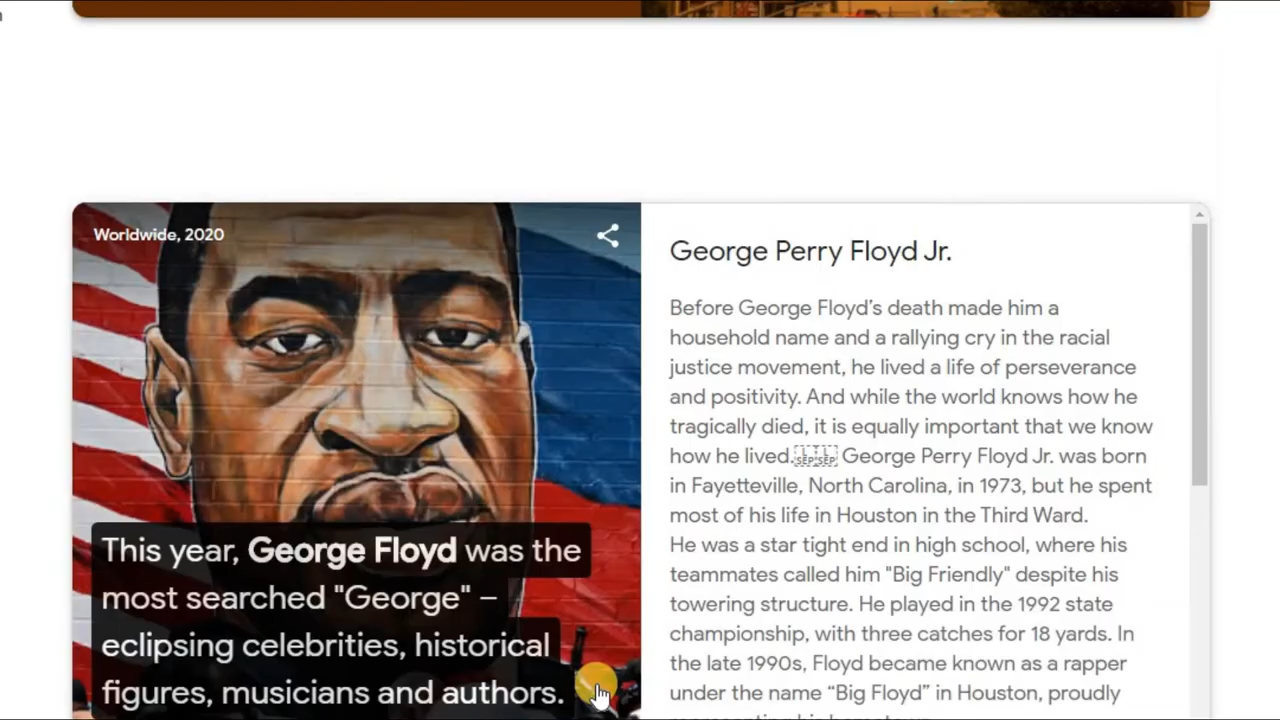 Worldwide, 2020
This year, George Floyd was the
most searched "George" –
eclipsing celebrities, historical
figures, musicians and authors.
George Perry Floyd Jr.
Before George Floyd’s death made him a
household name and a rallying cry in the racial
justice movement, he lived a life of perseverance
and positivity. And while the world knows how he
tragically died, it is equally important that we know
how he lived. George Perry Floyd Jr. was born
in Fayetteville, North Carolina, in 1973, but he spent
most of his life in Houston in the Third Ward.
He was a star tight end in high school, where his
teammates called him "Big Friendly" despite his
towering structure. He played in the 1992 state
championship, with three catches for 18 yards. In
the late 1990s, Floyd became known as a rapper
under the name “Big Floyd” in Houston, proudly